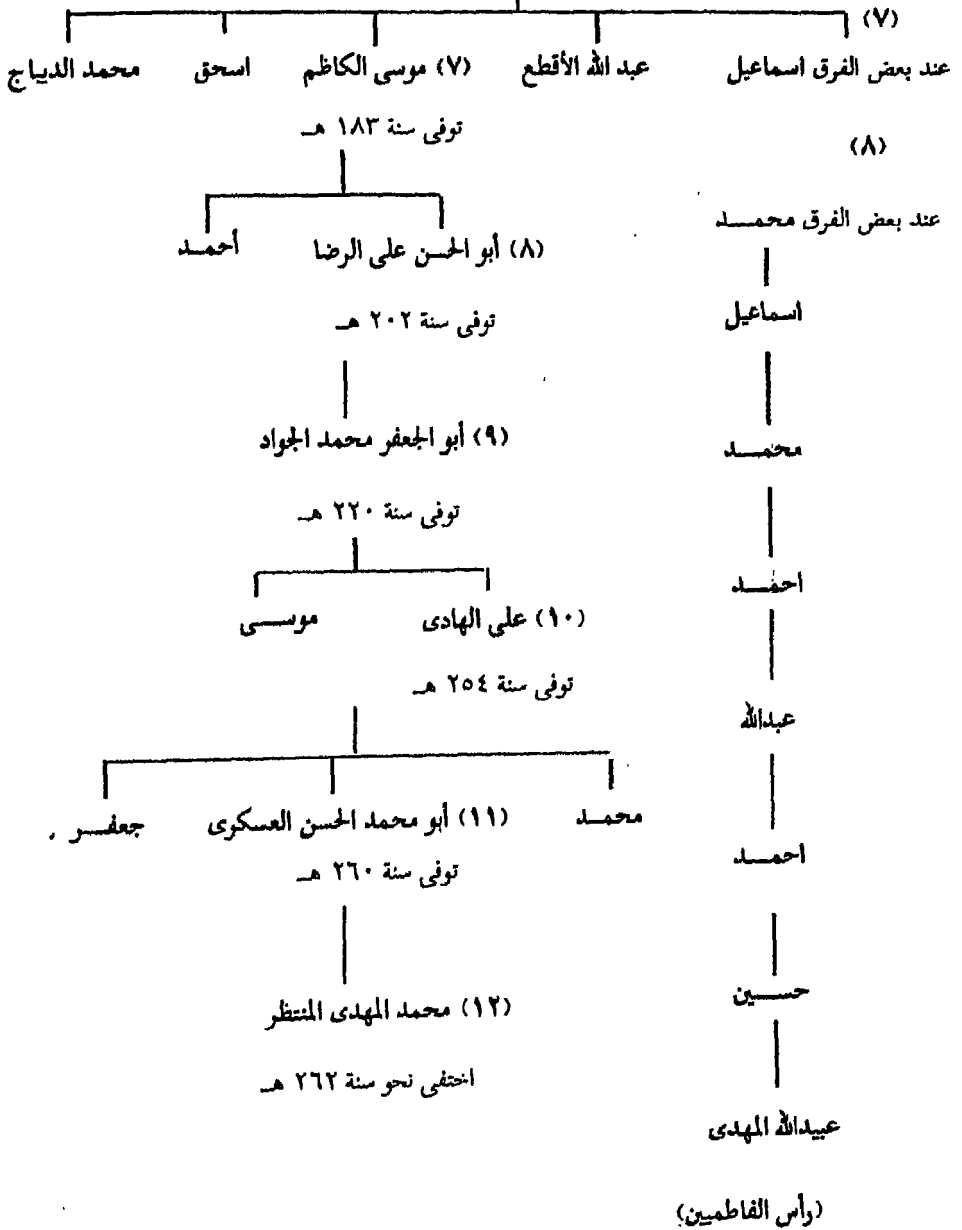 (٧)
عند بعض الفرق اسماعيل عبد الله الأقطع (٧) موسى الكاظم اسحق محمد الديباج
توفى سنة ١٨٣ هـ
(٨)
عند بعض الفرق محمد
(٨) أبو الحسن على الرضا أحمد
اسماعيل
توفى سنة ٢٠٢ هـ
محمد
(٩) أبو الجعفر محمد الجواد
توفى سنة ٢٢٠ هـ
احمد
(١٠) على الهادى موسى
توفى سنة ٢٥٤ هـ
عبدالله
محمد (١١) أبو محمد الحسن العسكوى جعفر .
احمد
توفى سنة ٢٦٠ هـ
حسين
(١٢) محمد المهدى المنتظر
اختفى نحو سنة ٢٦٢ هـ
عبيدالله المهدى
(رأس الفاطميين)